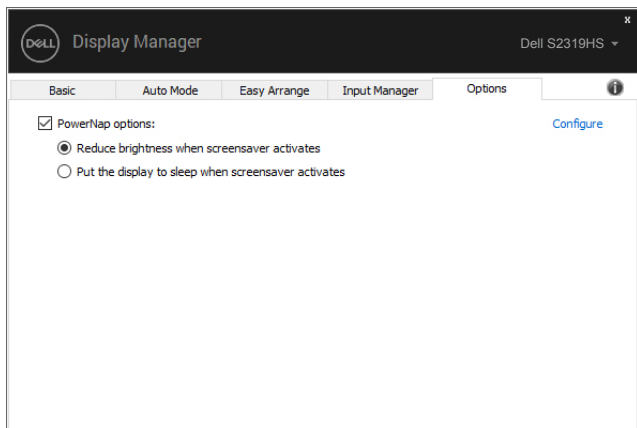 x
DELL Display Manager
Dell S2319HS
Basic Auto Mode Easy Arrange Input Manager Options i
PowerNap options: Configure
Reduce brightness when screensaver activates
Put the display to sleep when screensaver activates